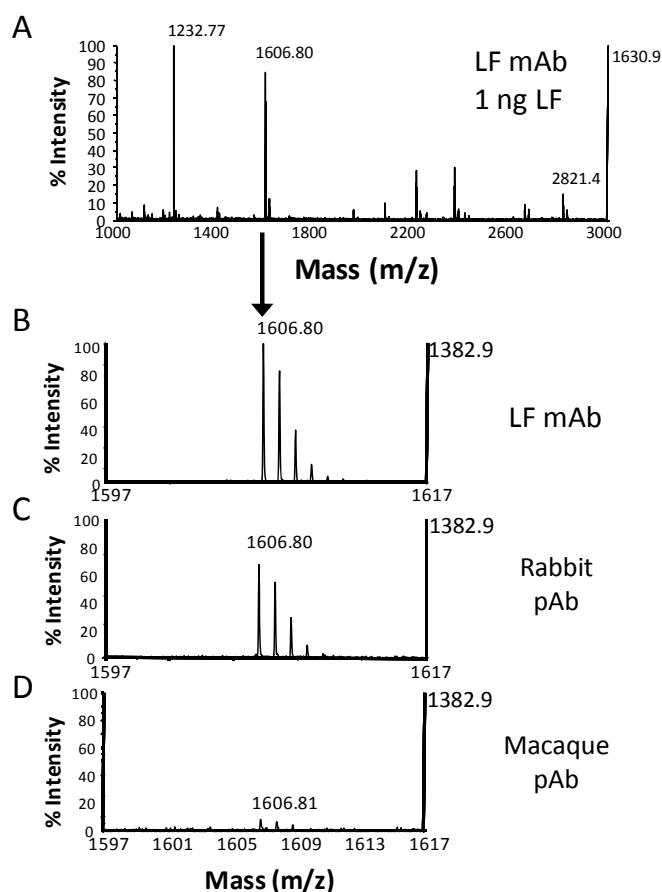 A
1232.77
1606.80
LF mAb
1 ng LF
1630.9
2821.4
% Intensity
100
90
80
70
60
50
40
30
20
10
0
1000 1400 1800 2200 2600 3000
Mass (m/z)
B
1606.80
1382.9
LF mAb
% Intensity
100
80
60
40
20
0
1597 1617
C
1606.80
1382.9
Rabbit
pAb
% Intensity
100
80
60
40
20
0
1597 1617
D
1382.9
Macaque
pAb
1606.81
% Intensity
100
80
60
40
20
0
1597 1601 1605 1609 1613 1617
Mass (m/z)